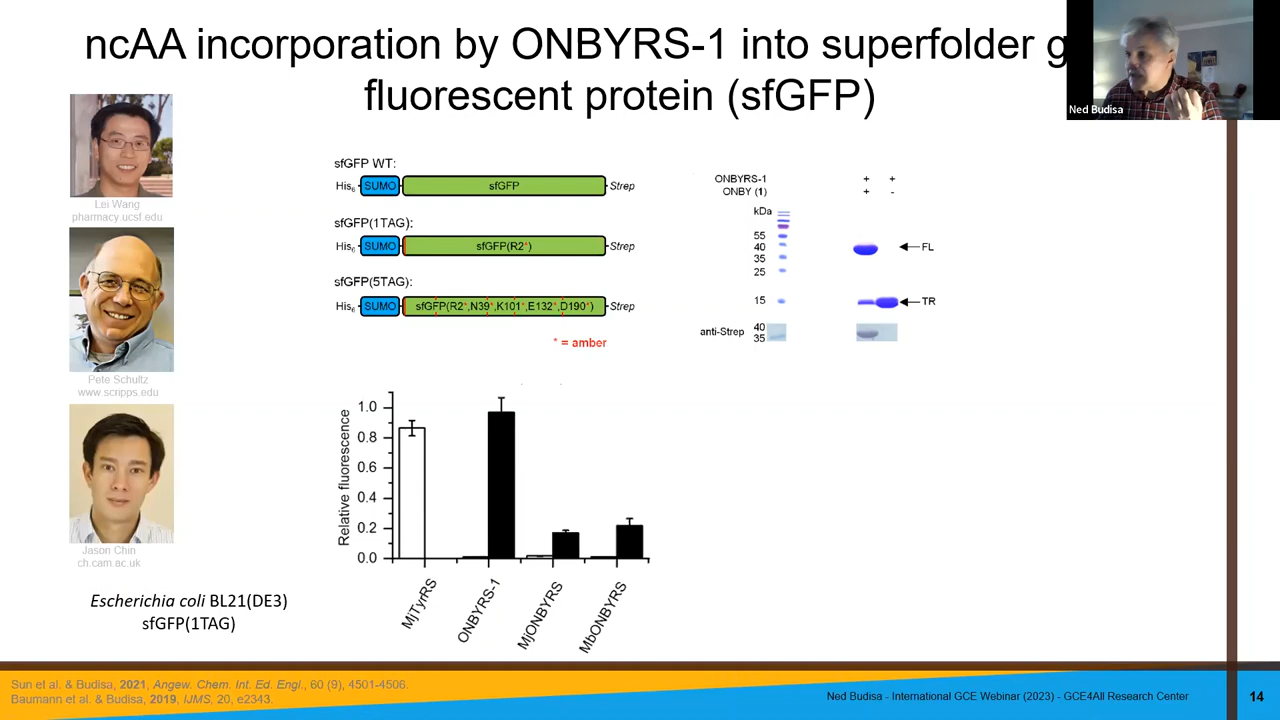 ncAA incorporation by ONBYRS-1 into superfolder g
fluorescent protein (sfGFP)
Ned Budisa
Lei Wang
pharmacy.ucsf.edu
Pete Schultz
www.scripps.edu
Jason Chin
ch.cam.ac.uk
Escherichia coli BL21(DE3)
sfGFP(1TAG)
sfGFP WT:
His6 SUMO sfGFP Strep
sfGFP(1TAG):
His6 SUMO sfGFP(R2*) Strep
sfGFP(5TAG):
His6 SUMO sfGFP(R2*,N39*,K101*,E132*,D190*) Strep
* = amber
ONBYRS-1 + +
ONBY (1) + -
kDa
55
40 FL
35
25
15 TR
anti-Strep 40
35
Relative fluorescence
1.0
0.8
0.6
0.4
0.2
0.0
MjTyrRS
ONBYRS-1
MjONBYRS
MbONBYRS
Sun et al. & Budisa, 2021, Angew. Chem. Int. Ed. Engl., 60 (9), 4501-4506.
Baumann et al. & Budisa, 2019, IJMS, 20, e2343.
Ned Budisa - International GCE Webinar (2023) - GCE4All Research Center
14